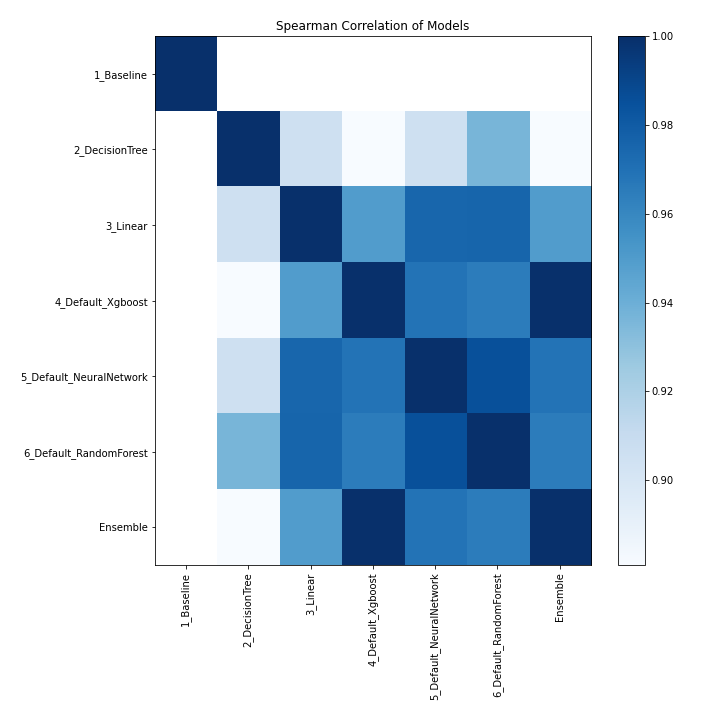 Spearman Correlation of Models
1_Baseline
2_DecisionTree
3_Linear
4_Default_Xgboost
5_Default_NeuralNetwork
6_Default_RandomForest
Ensemble
1_Baseline
2_DecisionTree
3_Linear
4_Default_Xgboost
5_Default_NeuralNetwork
6_Default_RandomForest
Ensemble
1.00
0.98
0.96
0.94
0.92
0.90